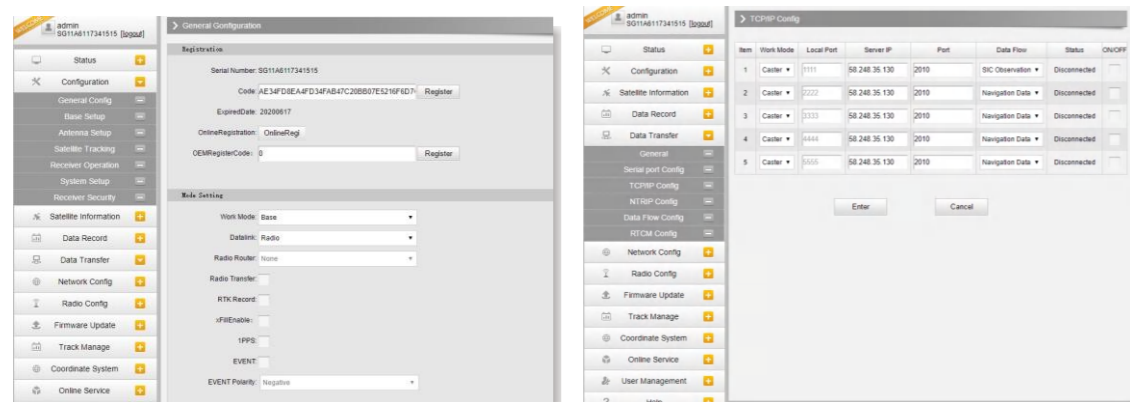 WELCOME
admin
SG11A6117341515 [logout]
Status
Configuration
General Config
Base Setup
Antenna Setup
Satellite Tracking
Receiver Operation
System Setup
Receiver Security
Satellite Information
Data Record
Data Transfer
Network Config
Radio Config
Firmware Update
Track Manage
Coordinate System
Online Service
General Configuration
Registration
Serial Number: SG11A6117341515
Register
ExpiredDate: 20200617
OnlineRegistration: OnlineRegi
OEMRegisterCode: 0 Register
Mode Setting
Work Mode: Base
Datalink: Radio
Radio Router: None
Radio Transfer:
RTK Record:
xFillEnable:
1PPS:
EVENT:
EVENT Polarity: Negative
WELCOME
admin
SG11A6117341515 [logout]
Status
Configuration
Satellite Information
Data Record
Data Transfer
General
Serial port Config
TCP/IP Config
NTRIP Config
Data Flow Config
RTCM Config
Network Config
Radio Config
Firmware Update
Track Manage
Coordinate System
Online Service
User Management
TCP/IP Config
Item Work Mode Local Port Server IP Port Data Flow Status ON/OFF
1 Caster 1111 58.248.35.130 2010 SIC Observation Disconnected
2 Caster 2222 58.248.35.130 2010 Navigation Data Disconnected
3 Caster 3333 58.248.35.130 2010 Navigation Data Disconnected
4 Caster 4444 58.248.35.130 2010 Navigation Data Disconnected
5 Caster 5555 58.248.35.130 2010 Navigation Data Disconnected
Enter Cancel